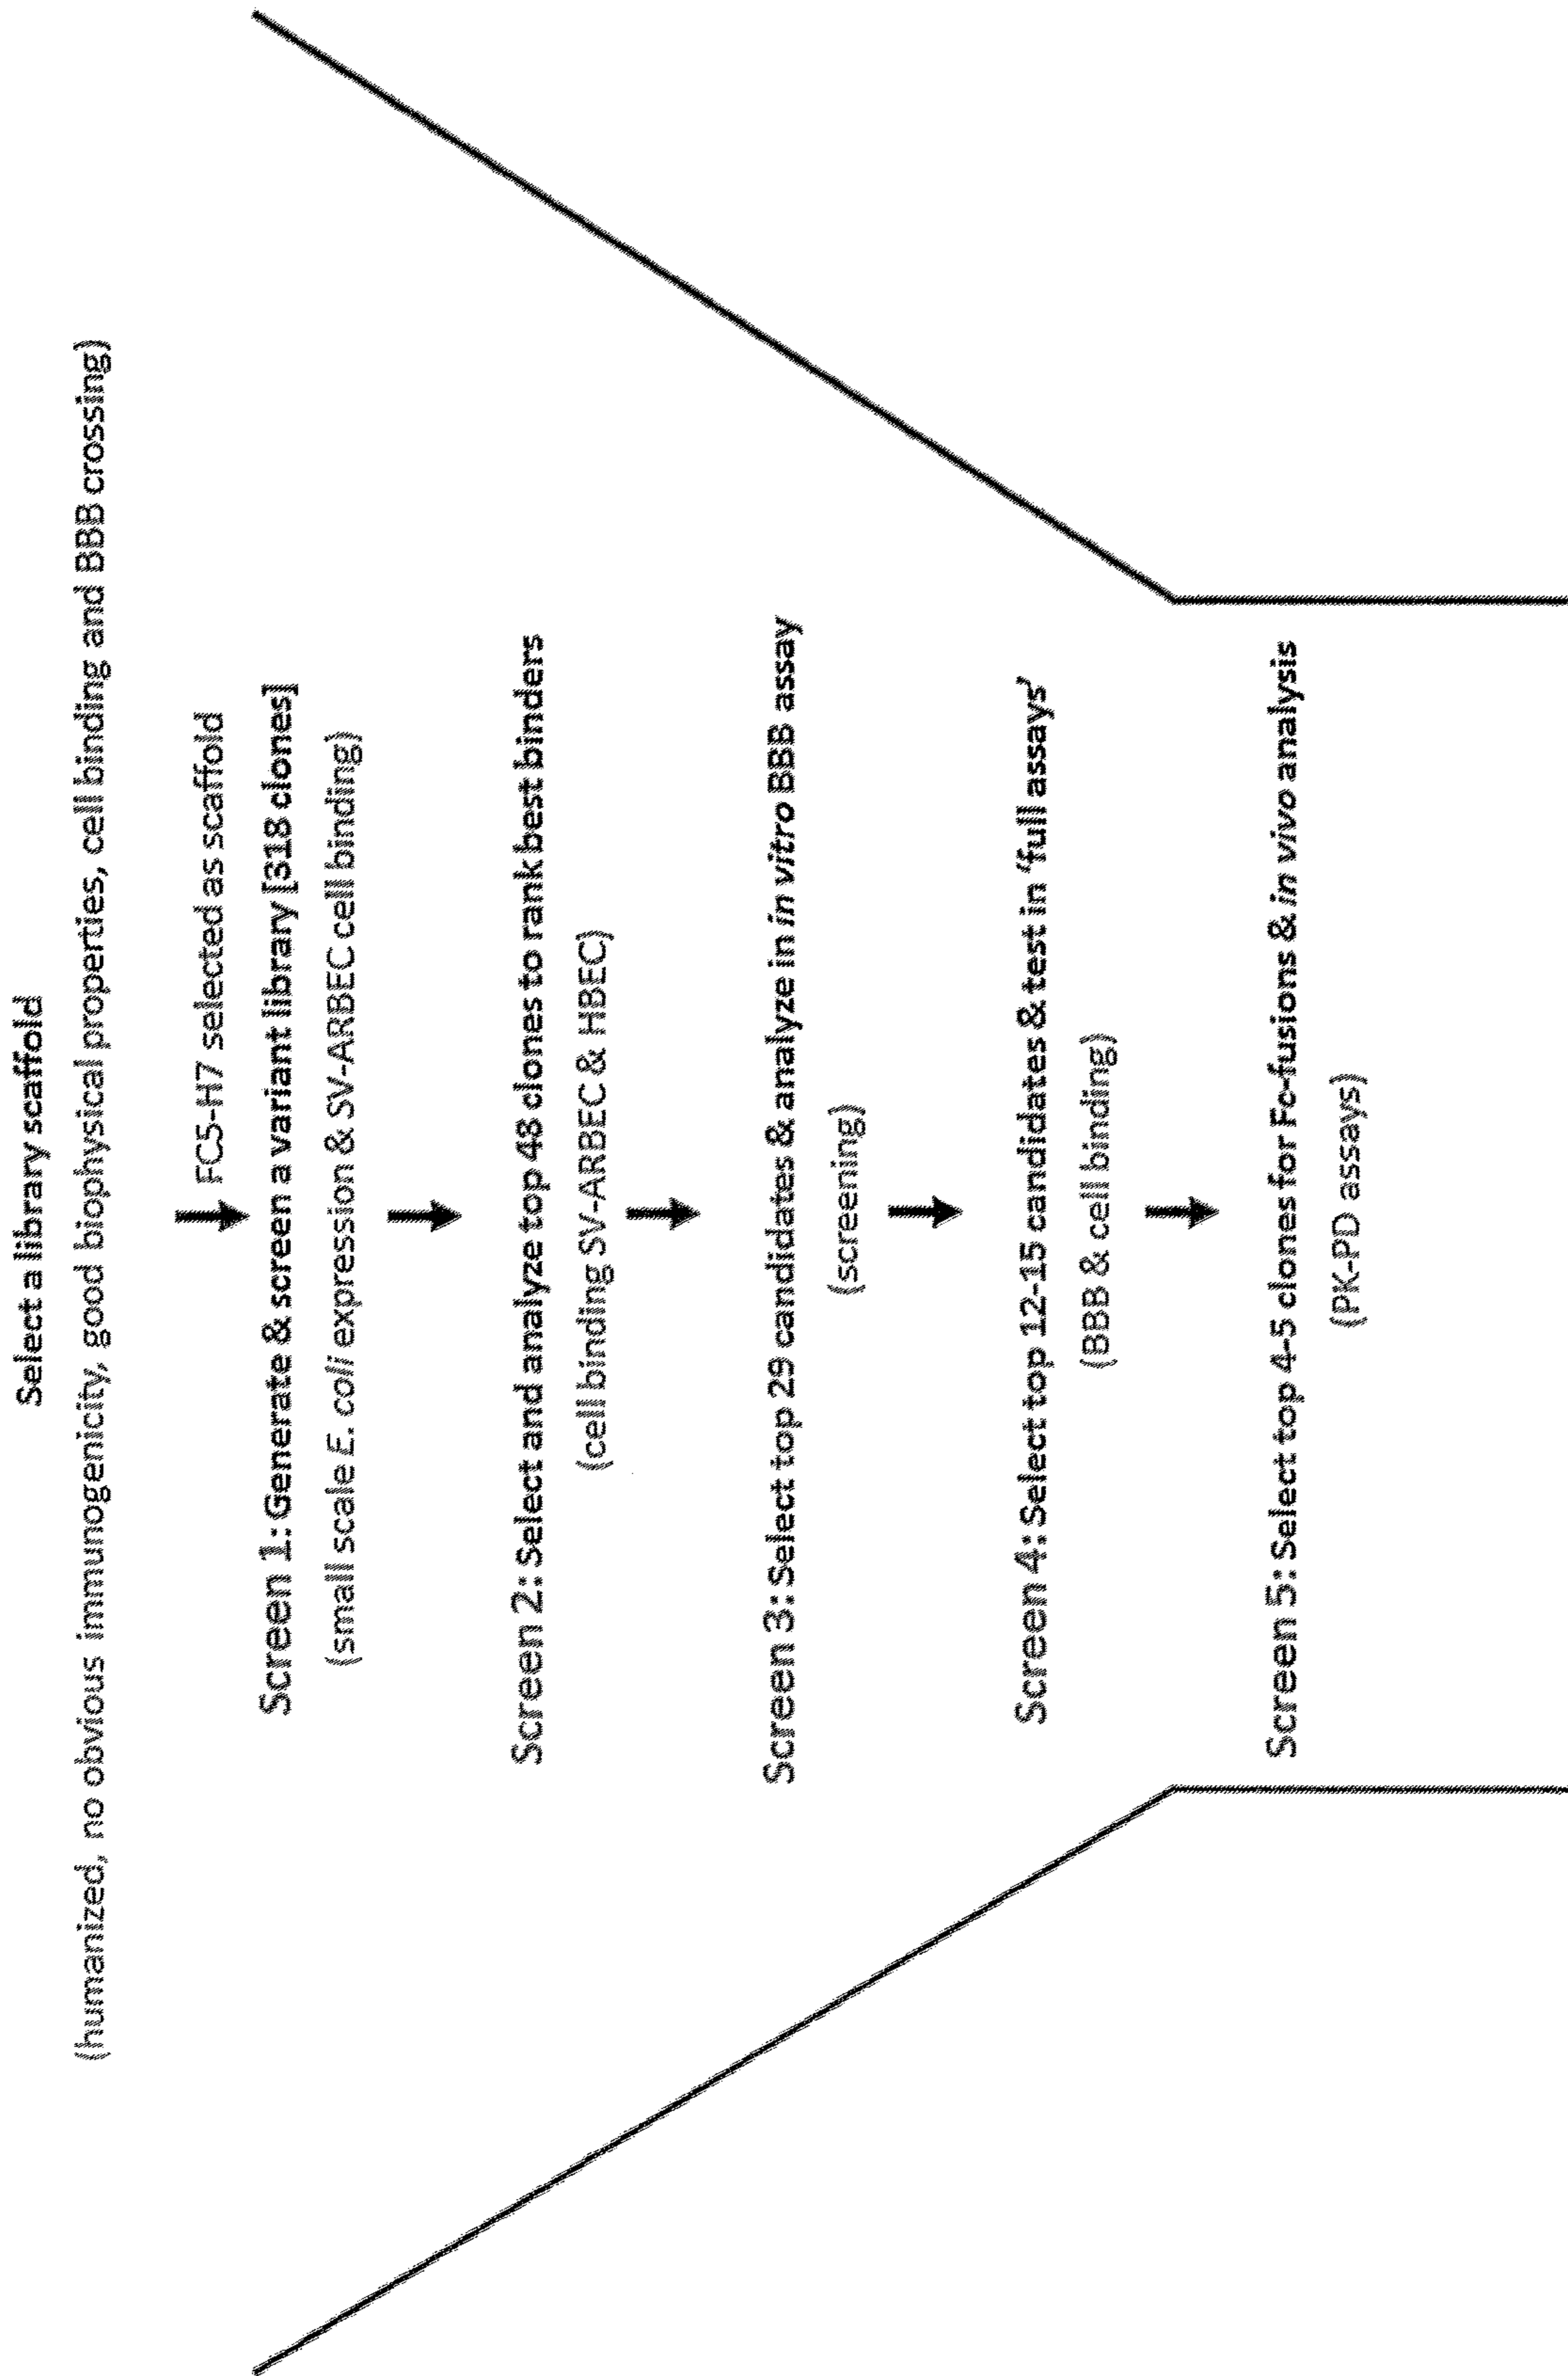 Select a library scaffold
(humanized, no obvious immunogenicity, good biophysical properties, cell binding and BBB crossing)
FC5-H7 selected as scaffold
Screen 1: Generate & screen a variant library [318 clones]
(small scale E. coli expression & SV-ARBEC cell binding)
Screen 2: Select and analyze top 48 clones to rank best binders
(cell binding SV-ARBEC & HBEC)
Screen 3: Select top 29 candidates & analyze in in vitro BBB assay
(screening)
Screen 4: Select top 12-15 candidates & test in ‘full assays’
(BBB & cell binding)
Screen 5: Select top 4-5 clones for Fc-fusions & in vivo analysis
(PK-PD assays)